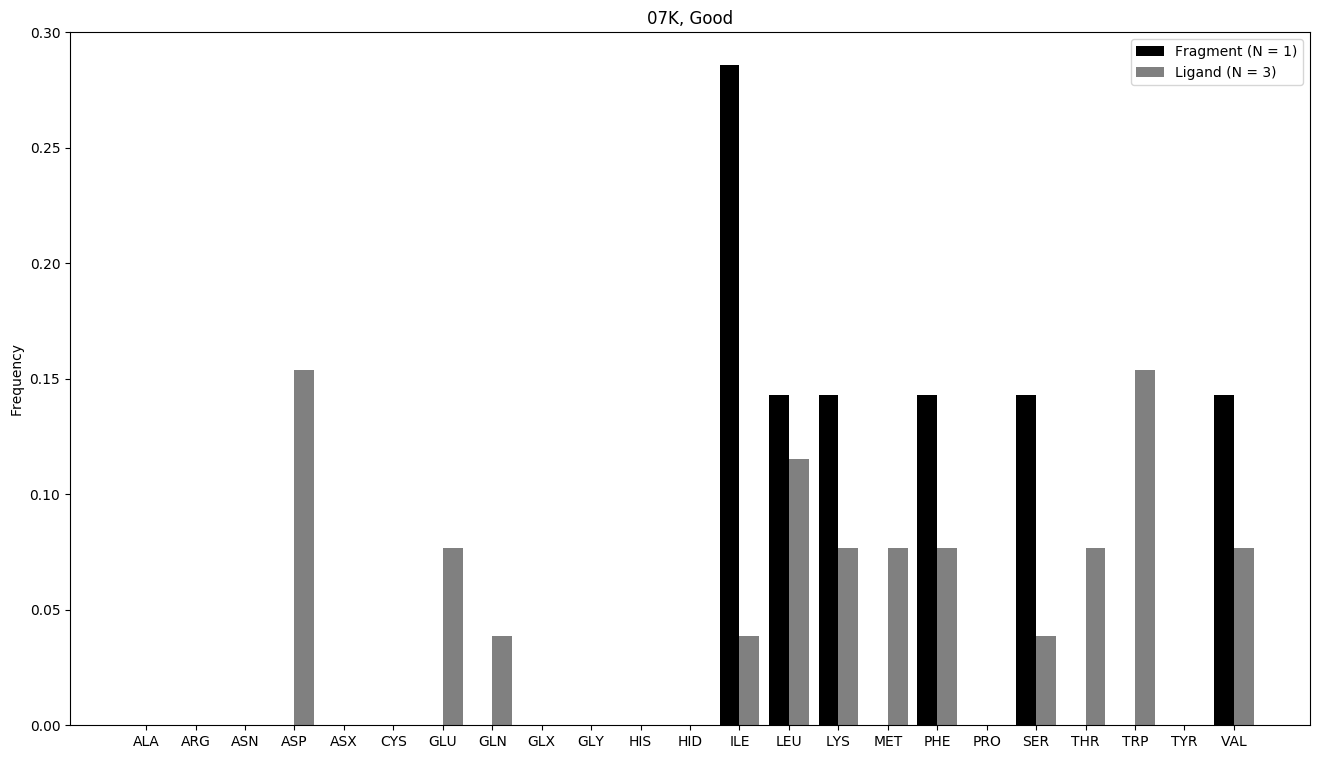 07K, Good
Fragment (N = 1)
Ligand (N = 3)
Frequency
0.30
0.25
0.20
0.15
0.10
0.05
0.00
ALA ARG ASN ASP ASX CYS GLU GLN GLX GLY HIS HID ILE LEU LYS MET PHE PRO SER THR TRP TYR VAL